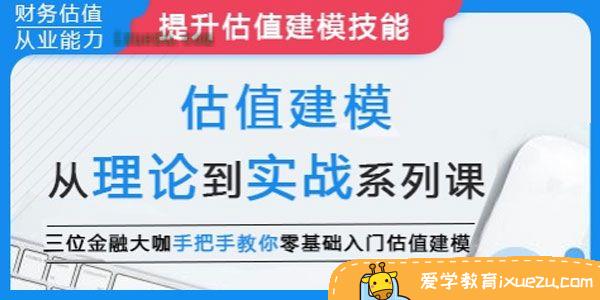 财务估值
从业能力
提升估值建模技能
估值建模
从理论到实战系列课
三位金融大咖手把手教你零基础入门估值建模
爱学教育ixuezu.com